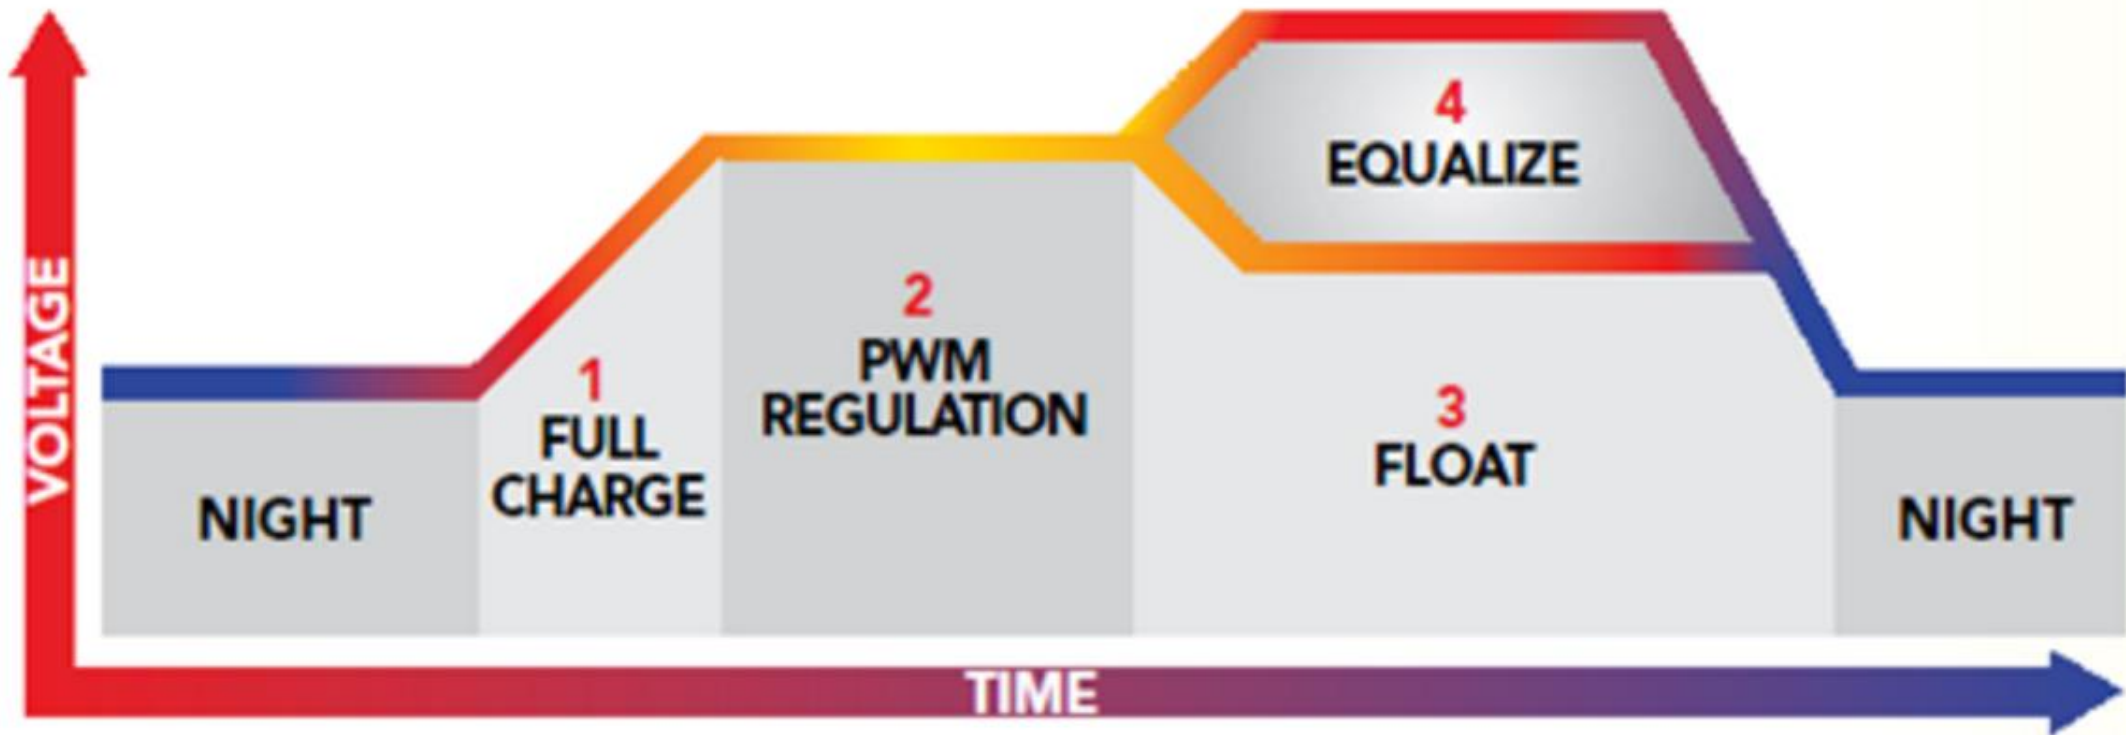 VOLTAGE
NIGHT
1
FULL
CHARGE
2
PWM
REGULATION
4
EQUALIZE
3
FLOAT
NIGHT
TIME